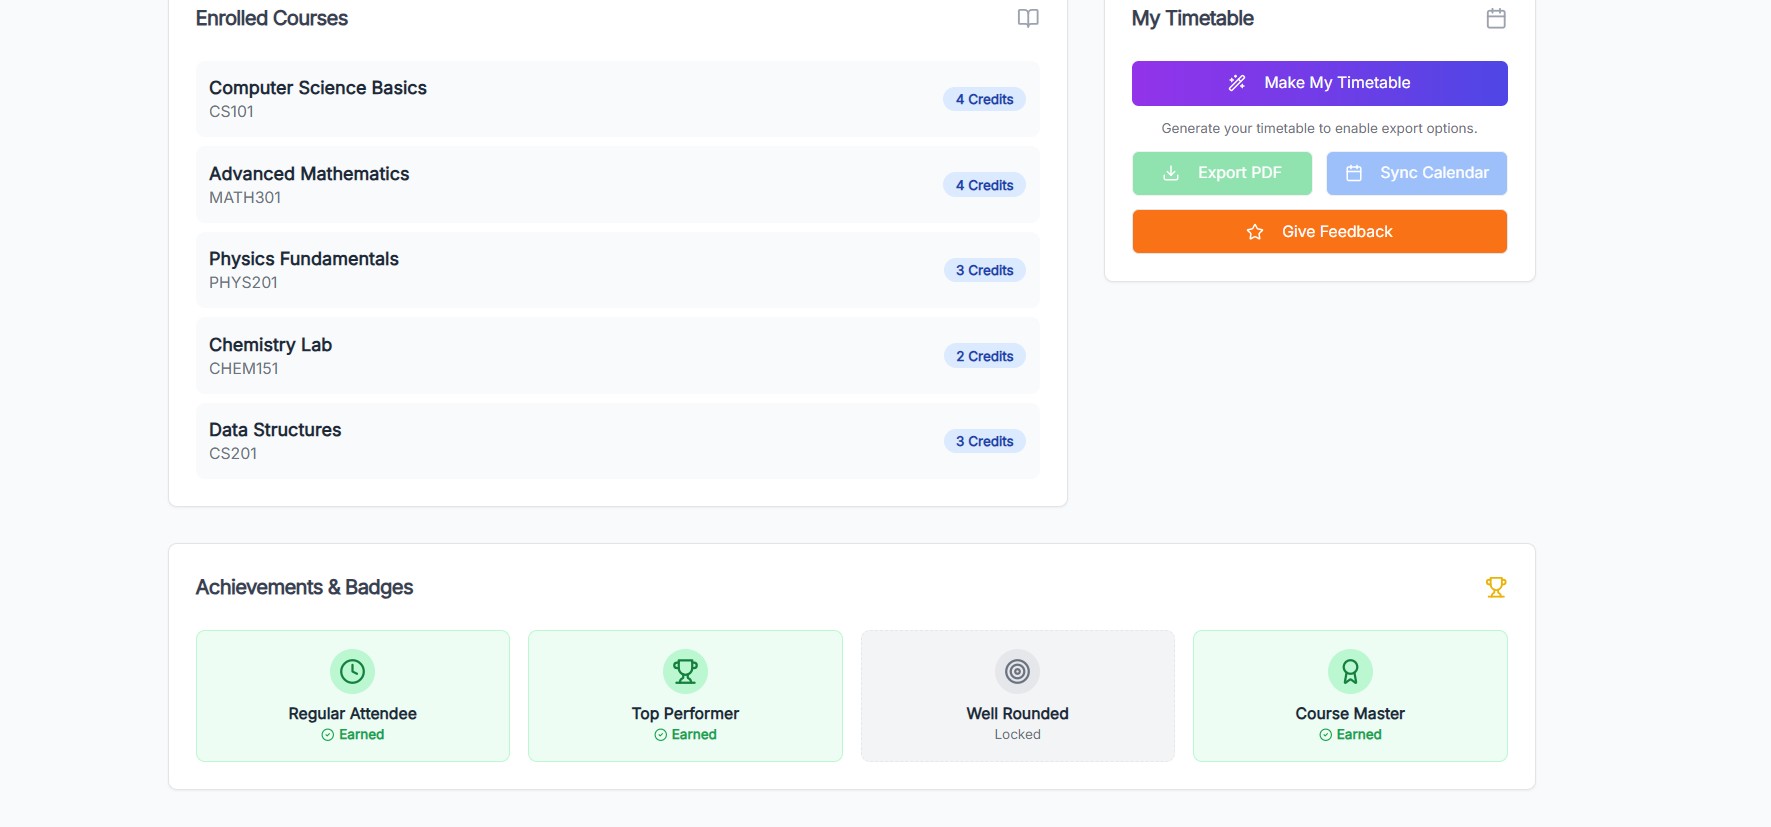 Enrolled Courses
Computer Science Basics
CS101
4 Credits
Advanced Mathematics
MATH301
4 Credits
Physics Fundamentals
PHYS201
3 Credits
Chemistry Lab
CHEM151
2 Credits
Data Structures
CS201
3 Credits
My Timetable
Make My Timetable
Generate your timetable to enable export options.
Export PDF
Sync Calendar
Give Feedback
Achievements & Badges
Regular Attendee
Earned
Top Performer
Earned
Well Rounded
Locked
Course Master
Earned